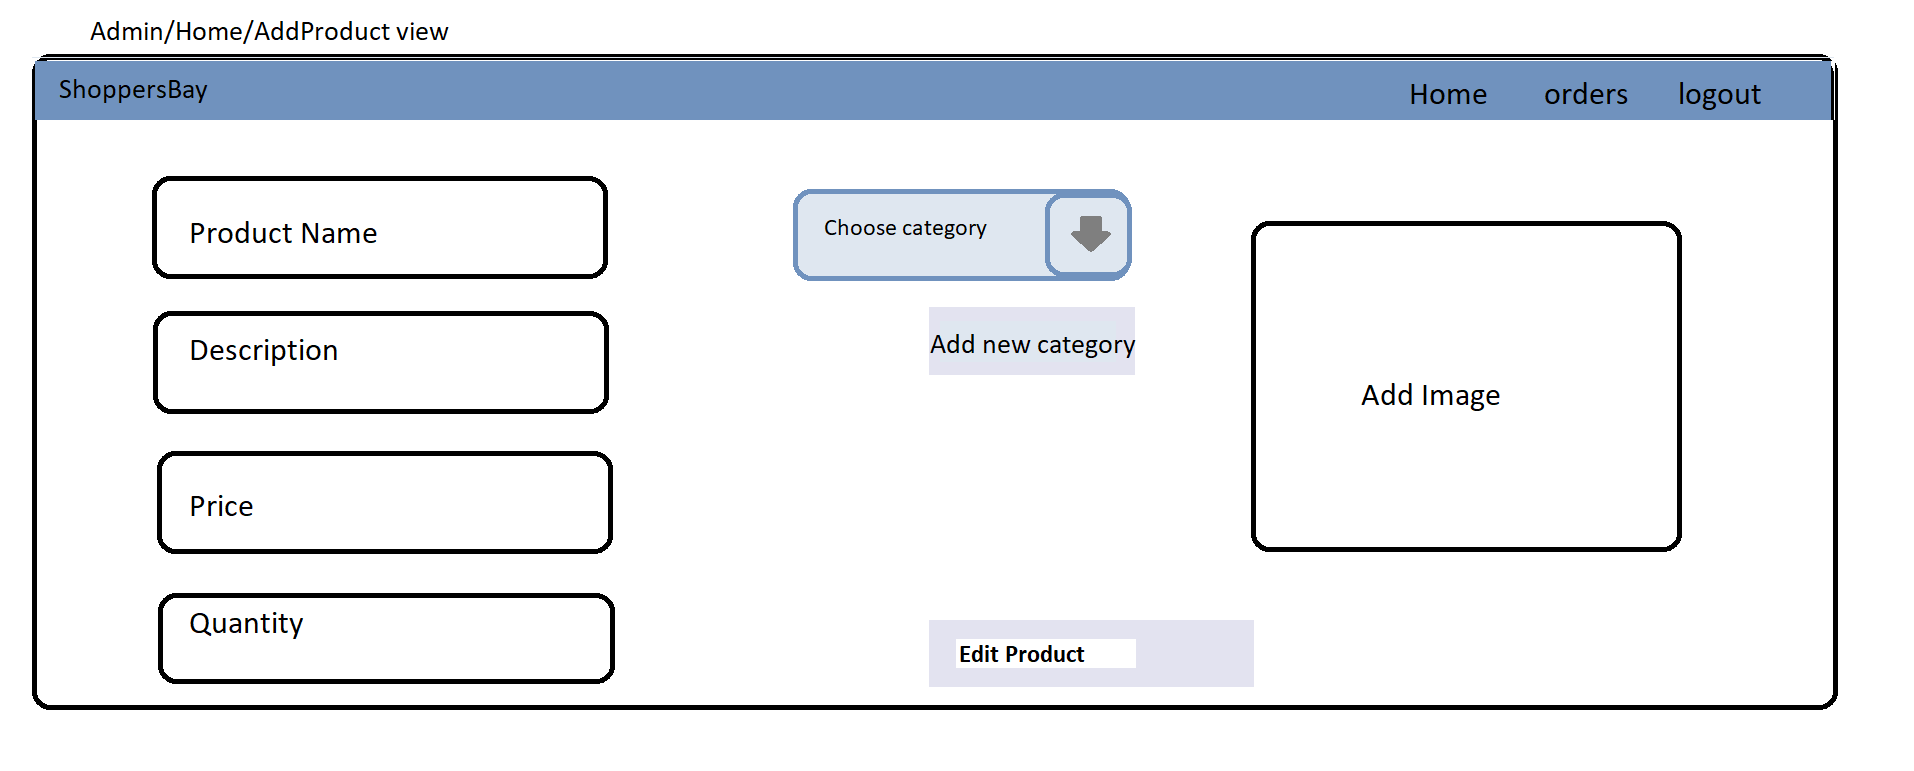 Admin/Home/AddProduct view
ShoppersBay
Home
orders
logout
Product Name
Description
Price
Quantity
Choose category
Add new category
Edit Product
Add Image